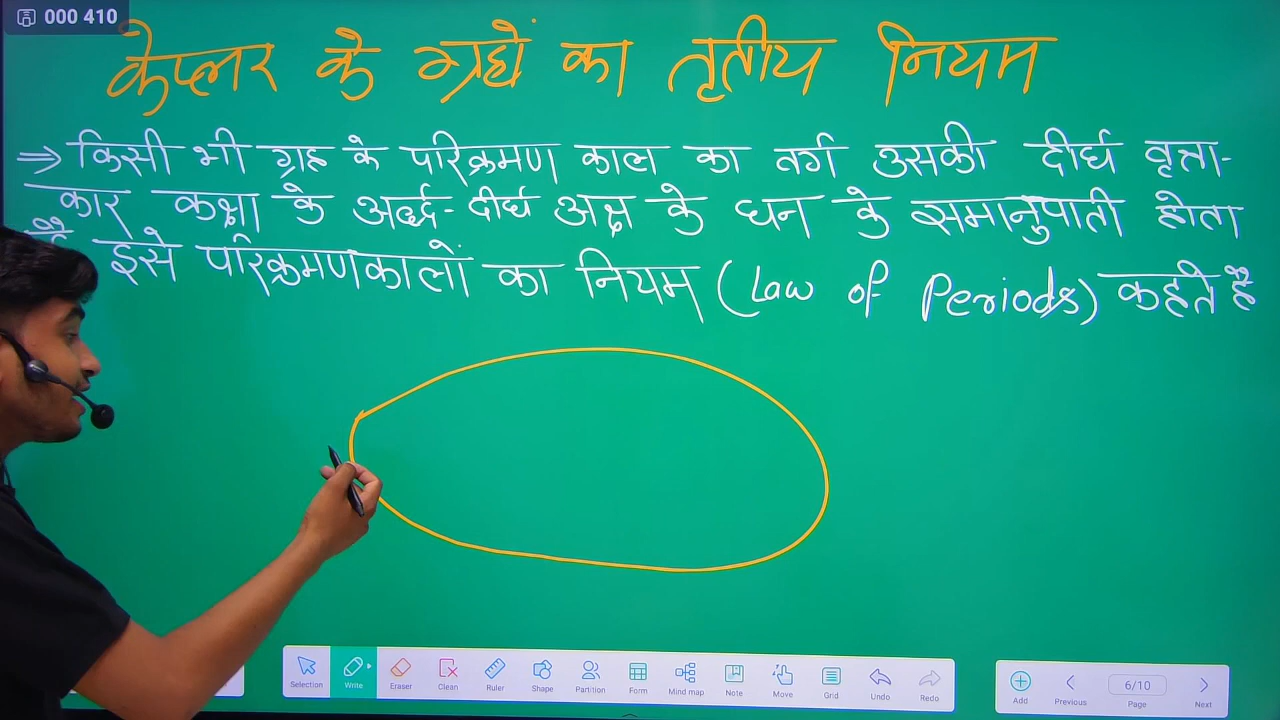 000 410
केप्लर के ग्रहों का तृतीय नियम
⇒ किसी भी ग्रह के परिक्रमण काल का वर्ग उसकी दीर्घ वृत्ता-
कार कक्षा के अर्द्ध-दीर्घ अक्ष के घन के समानुपाती होता
है इसे परिक्रमणकालों का नियम (Law of Periods) कहते हैं
Selection Write Eraser Clean Ruler Shape Partition Form Mind map Note Move Grid Undo Redo
6/10
Add Previous Page Next